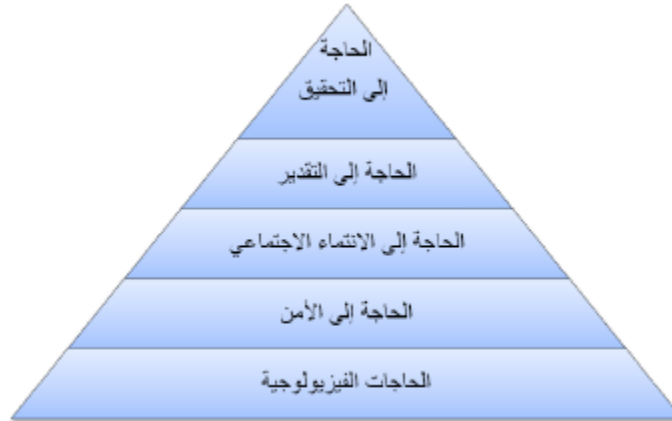 الحاجة
إلى التحقيق
الحاجة إلى التقدير
الحاجة إلى الانتماء الاجتماعي
الحاجة إلى الأمن
الحاجات الفيزيولوجية